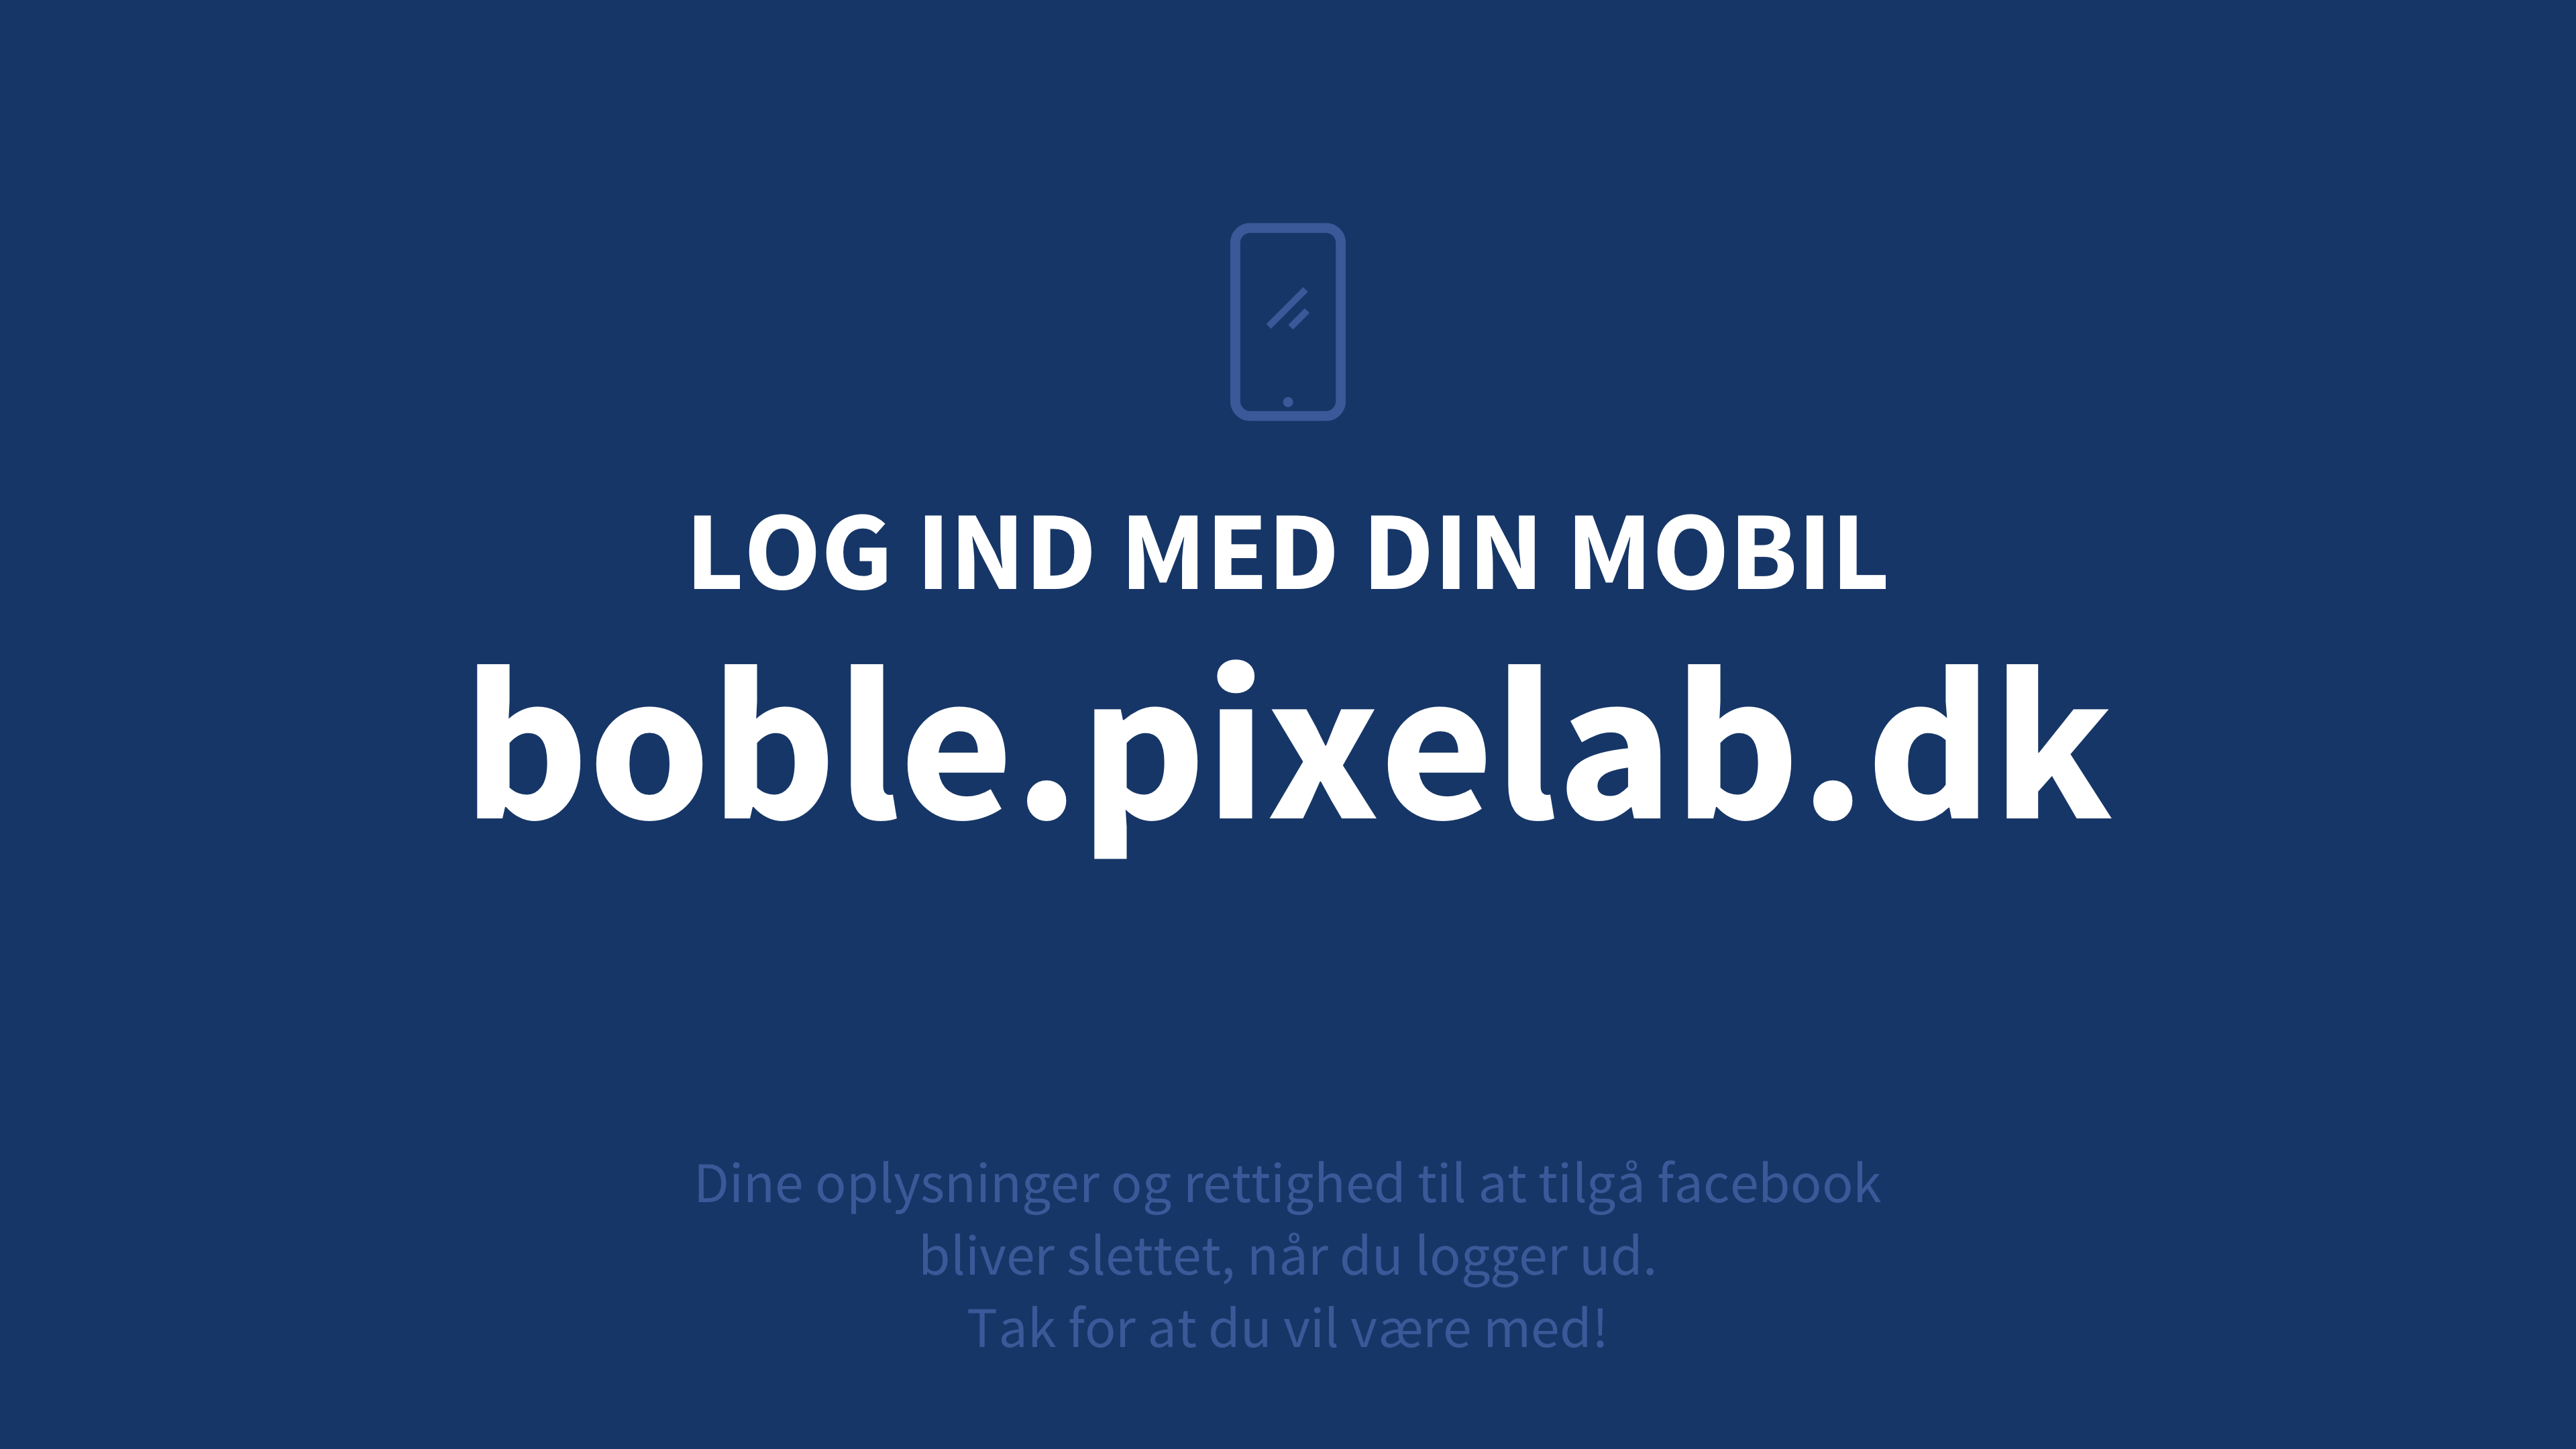 LOG IND MED DIN MOBIL
boble.pixelab.dk
Dine oplysninger og rettighed til at tilgå facebook
bliver slettet, når du logger ud.
Tak for at du vil være med!